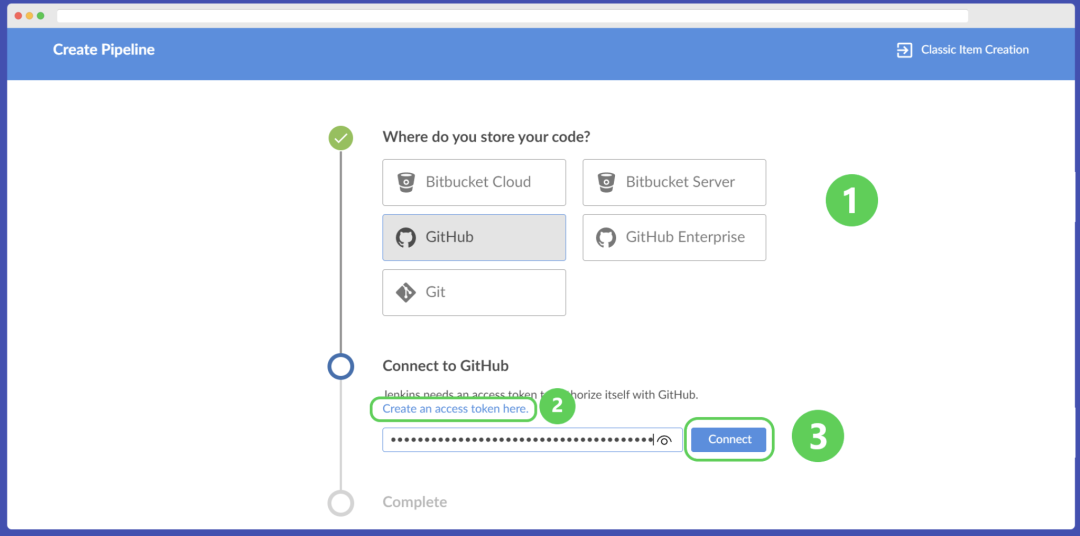 Create Pipeline
Classic Item Creation
Where do you store your code?
Bitbucket Cloud
Bitbucket Server
1
GitHub
GitHub Enterprise
Git
Connect to GitHub
Jenkins needs an access token to authorize itself with GitHub.
Create an access token here.
2
Connect
3
Complete